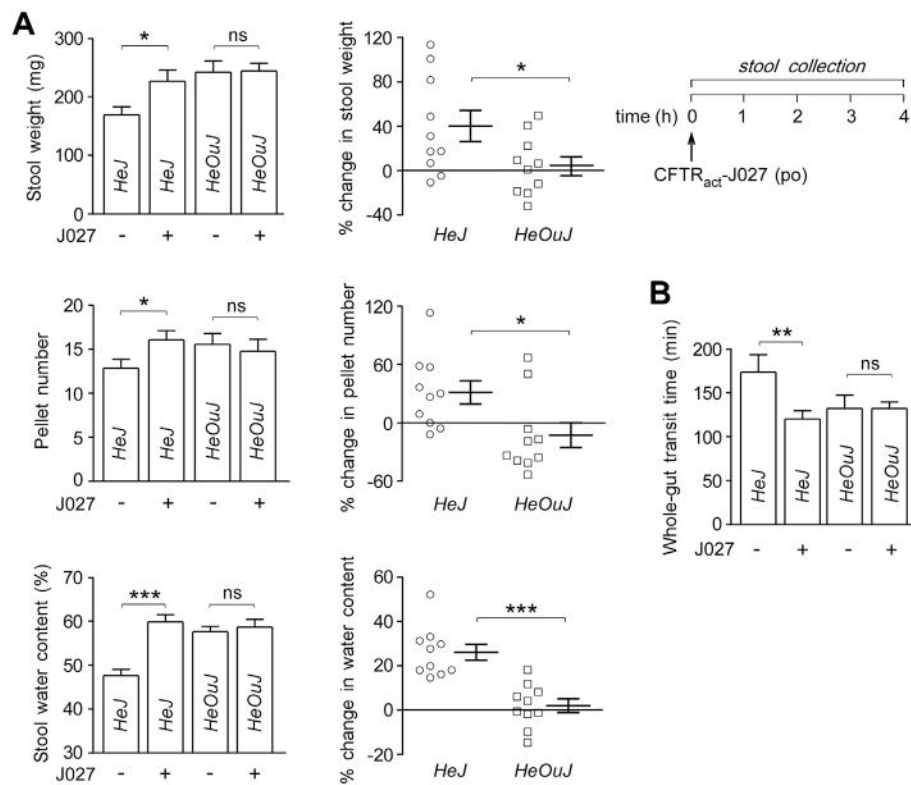 A
Stool weight (mg)
300
200
100
0
*
ns
HeJ
HeJ
HeOuJ
HeOuJ
J027 - + - +
% change in stool weight
120
80
40
0
-40
*
HeJ HeOuJ
stool collection
time (h) 0 1 2 3 4
CFTRact-J027 (po)
Pellet number
20
15
10
5
0
*
ns
HeJ
HeJ
HeOuJ
HeOuJ
J027 - + - +
% change in pellet number
120
60
0
-60
*
HeJ HeOuJ
B
Whole-gut transit time (min)
200
150
100
50
0
**
ns
HeJ
HeJ
HeOuJ
HeOuJ
J027 - + - +
Stool water content (%)
70
60
50
40
30
***
ns
HeJ
HeJ
HeOuJ
HeOuJ
J027 - + - +
% change in water content
60
40
20
0
-20
***
HeJ HeOuJ